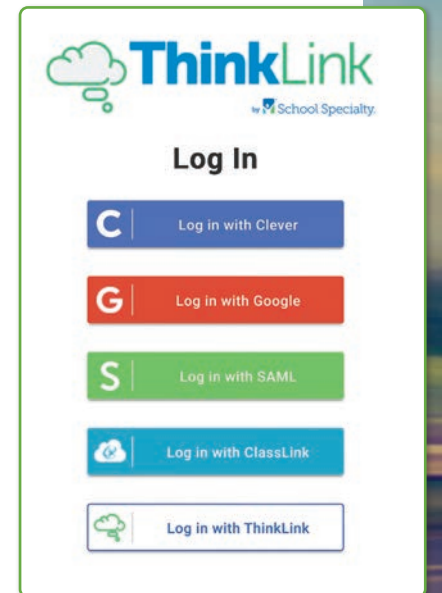 ThinkLink
by School Specialty.
Log In
C Log in with Clever
G Log in with Google
S Log in with SAML
Log in with ClassLink
Log in with ThinkLink